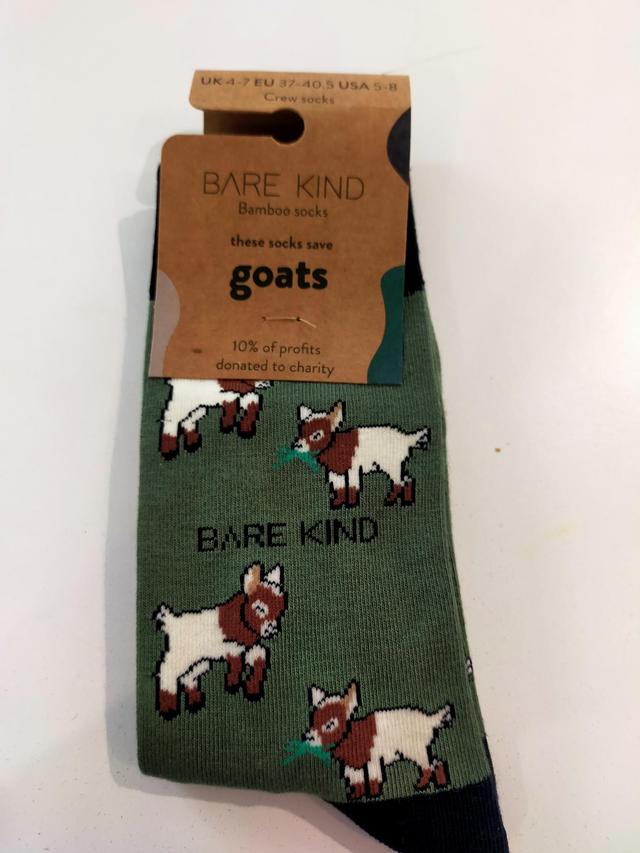 UK 4-7 EU 37-40.5 USA 5-8
Crew socks
BARE KIND
Bamboo socks
these socks save
goats
10% of profits
donated to charity
BARE KIND